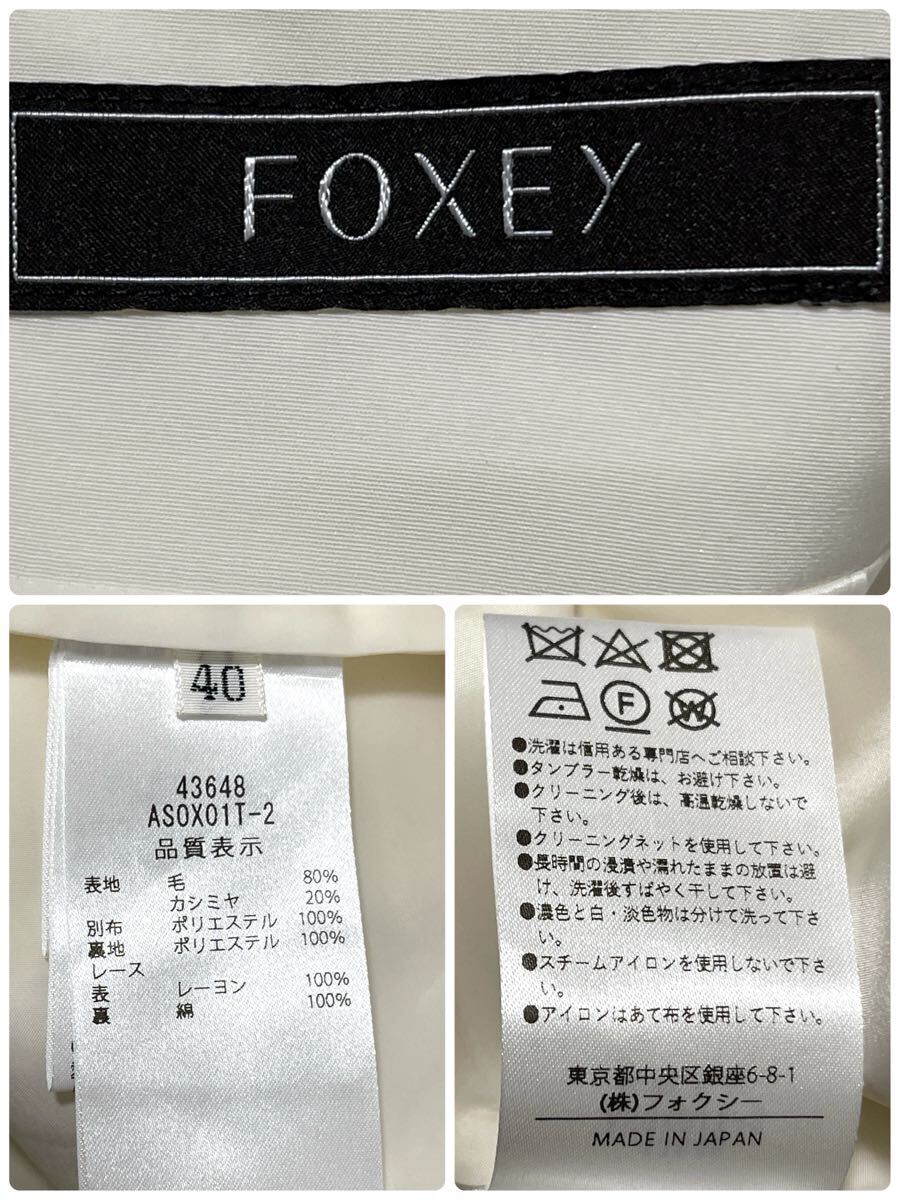 FOXEY
40
43648
ASOX01T-2
品質表示
表地 毛 80%
カシミヤ 20%
別布 ポリエステル 100%
裏地 ポリエステル 100%
レース
表 レーヨン 100%
裏 綿 100%
F
W
●洗濯は信用ある専門店へご相談下さい。
●タンブラー乾燥は、お避け下さい。
●クリーニング後は、高温乾燥しないで
下さい。
●クリーニングネットを使用して下さい。
●長時間の浸漬や濡れたままの放置は避
け、洗濯後すばやく干して下さい。
●濃色と白・淡色物は分けて洗って下さ
い。
●スチームアイロンを使用しないで下さ
い。
●アイロンはあて布を使用して下さい。
東京都中央区銀座6-8-1
(株)フォクシー
MADE IN JAPAN